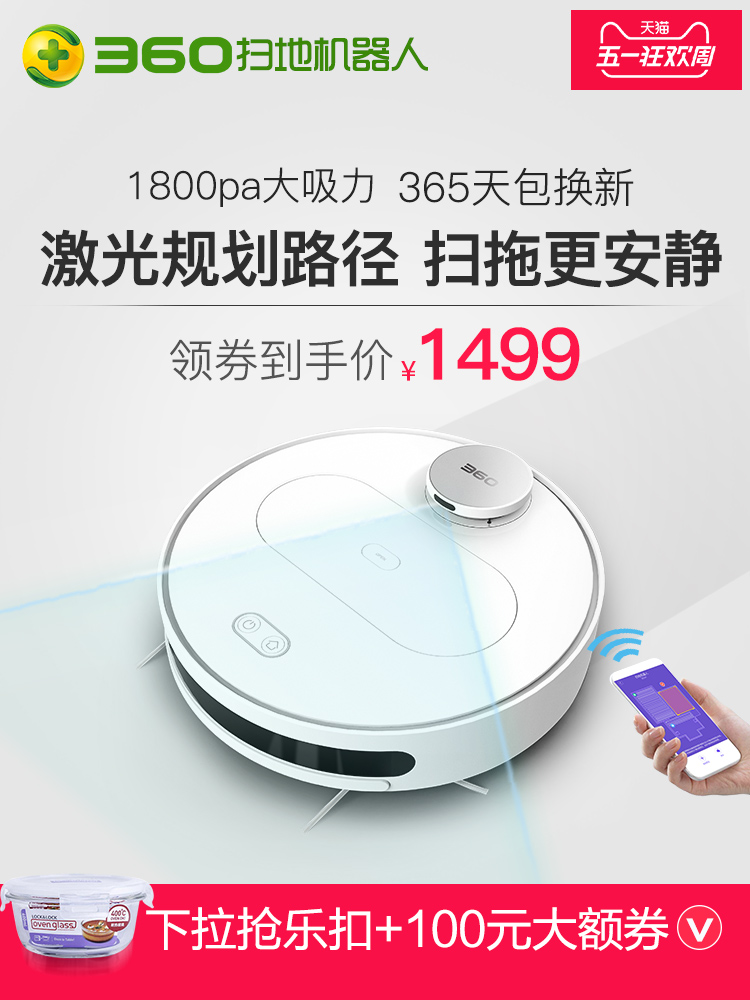 360扫地机器人
天猫
五一狂欢周
1800pa大吸力 365天包换新
激光规划路径 扫拖更安静
领券到手价¥1499
360
LOCK&LOCK
ovenglass
400℃
下拉抢乐扣+100元大额券